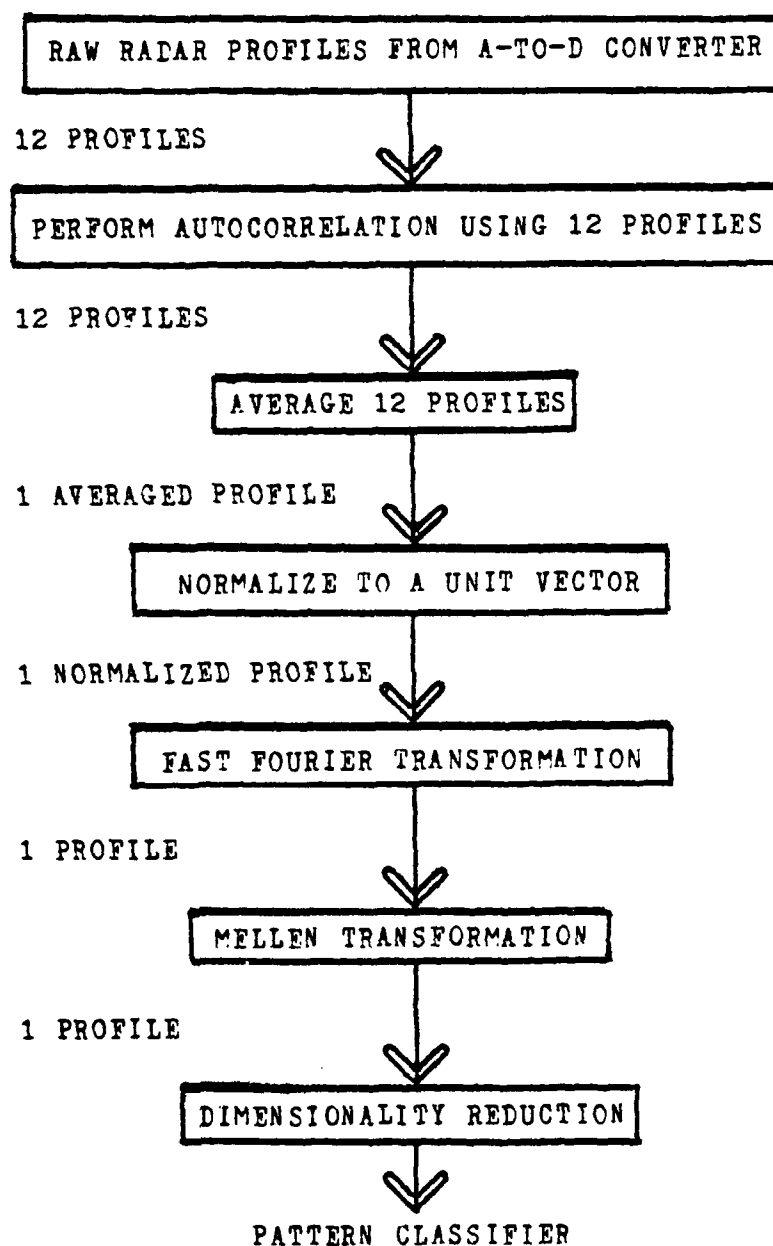 RAW RADAR PROFILES FROM A-TO-D CONVERTER
12 PROFILES
PERFORM AUTOCORRELATION USING 12 PROFILES
12 PROFILES
AVERAGE 12 PROFILES
1 AVERAGED PROFILE
NORMALIZE TO A UNIT VECTOR
1 NORMALIZED PROFILE
FAST FOURIER TRANSFORMATION
1 PROFILE
MELLEN TRANSFORMATION
1 PROFILE
DIMENSIONALITY REDUCTION
PATTERN CLASSIFIER